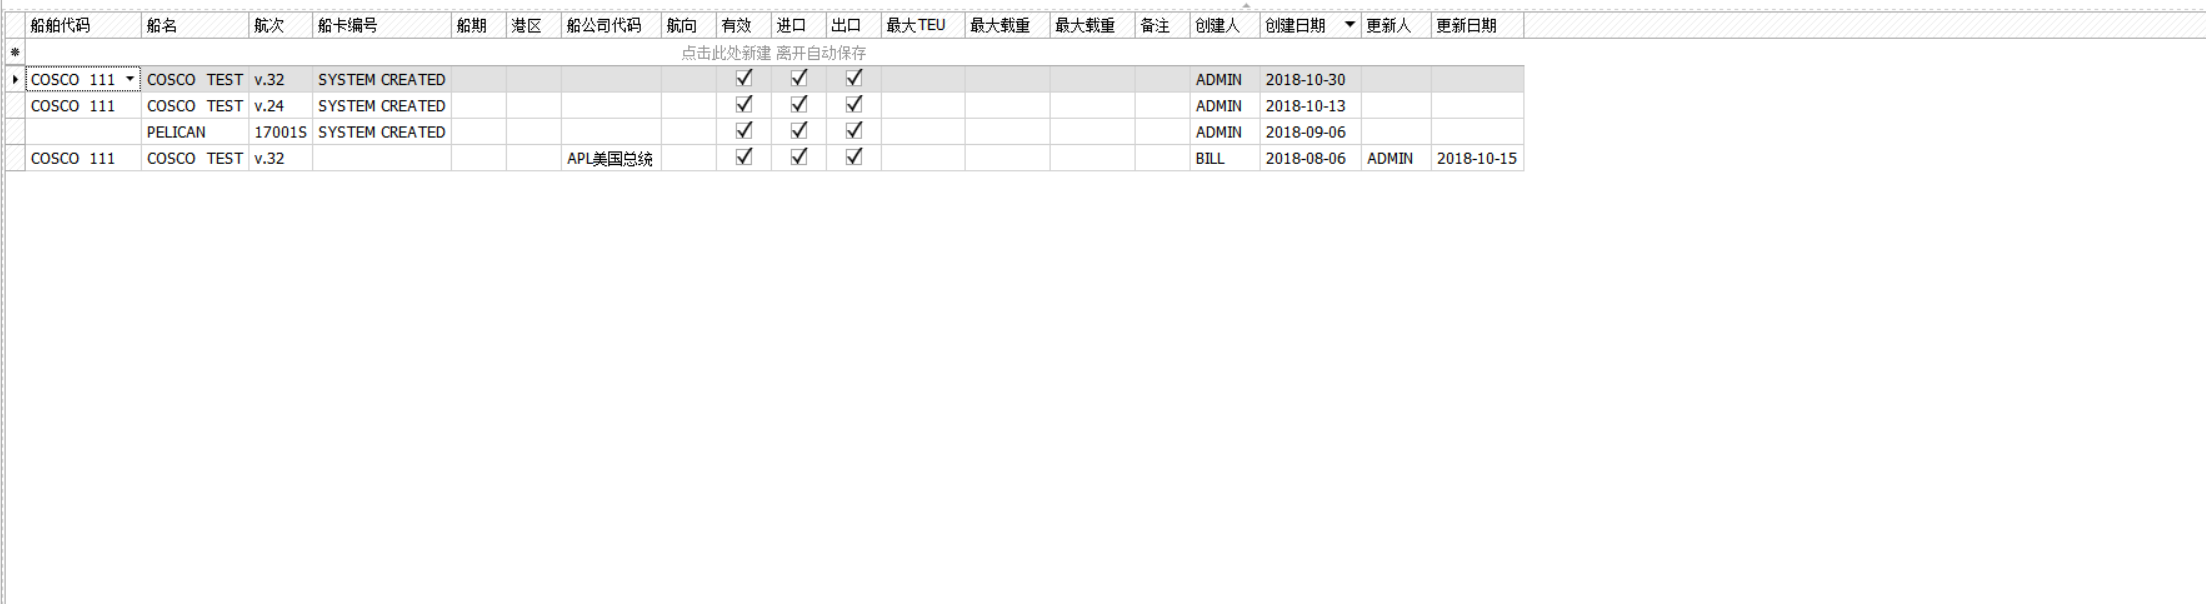 船舶代码 船名 航次 船卡编号 船期 港区 船公司代码 航向 有效 进口 出口 最大TEU 最大载重 最大载重 备注 创建人 创建日期 更新人 更新日期
点击此处新建 离开自动保存
COSCO 111 COSCO TEST v.32 SYSTEM CREATED ADMIN 2018-10-30
COSCO 111 COSCO TEST v.24 SYSTEM CREATED ADMIN 2018-10-13
PELICAN 17001S SYSTEM CREATED ADMIN 2018-09-06
COSCO 111 COSCO TEST v.32 APL美国总统 BILL 2018-08-06 ADMIN 2018-10-15